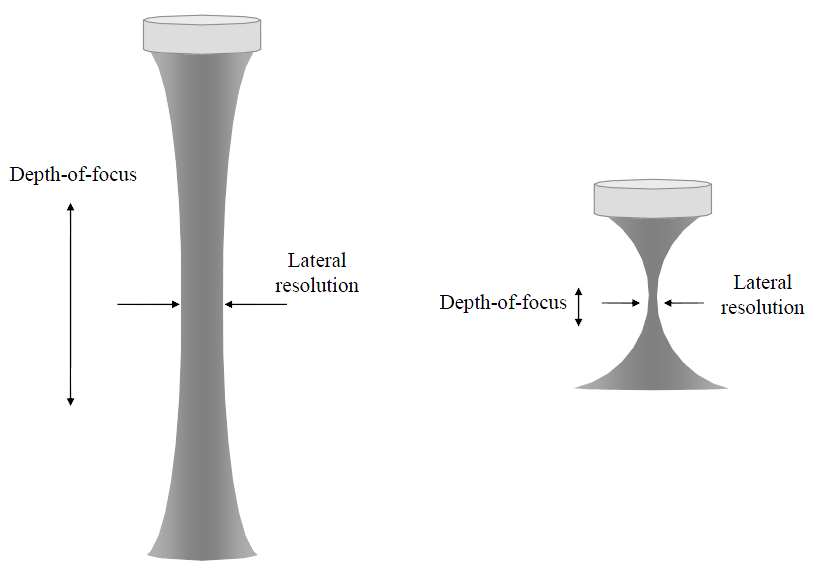 Depth-of-focus
Lateral
resolution
Depth-of-focus
Lateral
resolution